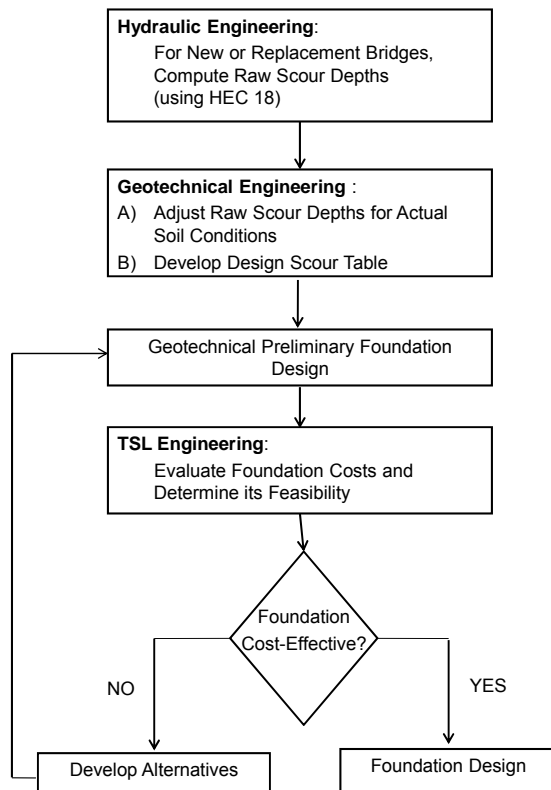 Hydraulic Engineering:
For New or Replacement Bridges,
Compute Raw Scour Depths
(using HEC 18)
Geotechnical Engineering :
A) Adjust Raw Scour Depths for Actual
Soil Conditions
B) Develop Design Scour Table
Geotechnical Preliminary Foundation
Design
TSL Engineering:
Evaluate Foundation Costs and
Determine its Feasibility
Foundation
Cost-Effective?
NO
YES
Develop Alternatives
Foundation Design